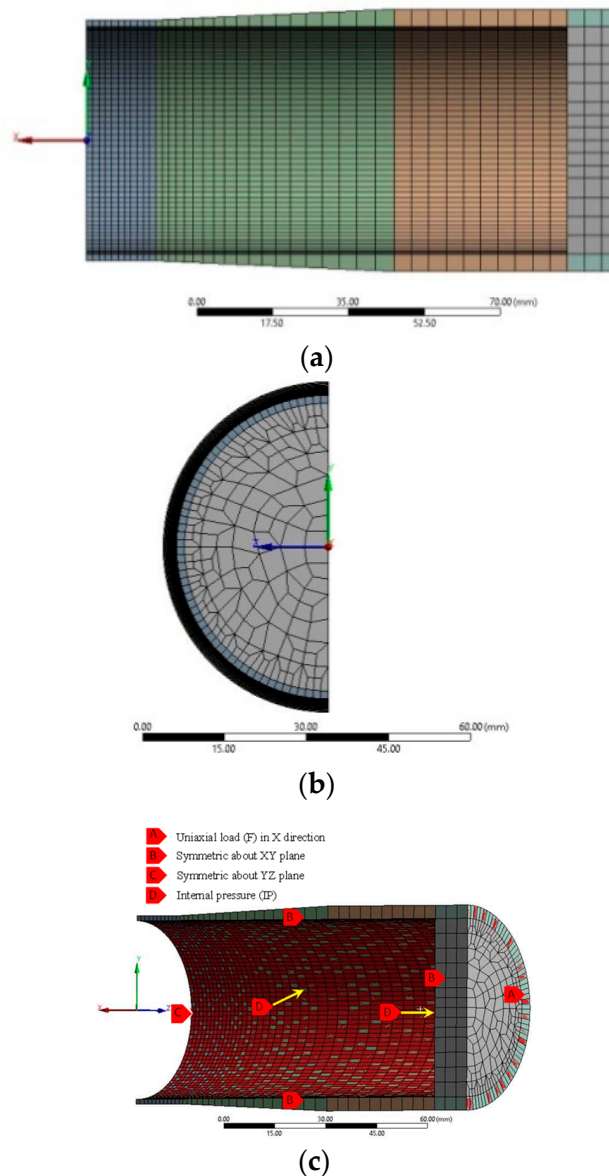 Y
X
0.00 35.00 70.00 (mm)
17.50 52.50
(a)
Y
Z
0.00 30.00 60.00 (mm)
15.00 45.00
(b)
A Uniaxial load (F) in X direction
B Symmetric about XY plane
C Symmetric about YZ plane
D Internal pressure (IP)
B
Y
B
A
D
D
X Z
C
B
0.00 30.00 60.00 (mm)
15.00 45.00
(c)